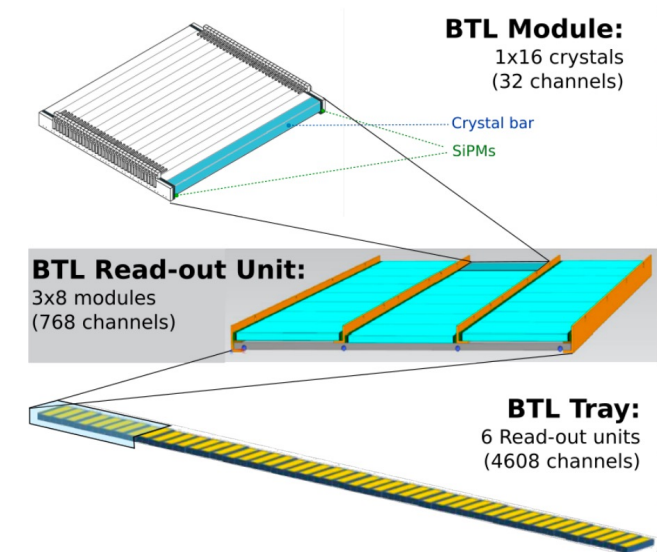 BTL Module:
1x16 crystals
(32 channels)
Crystal bar
SiPMs
BTL Read-out Unit:
3x8 modules
(768 channels)
BTL Tray:
6 Read-out units
(4608 channels)